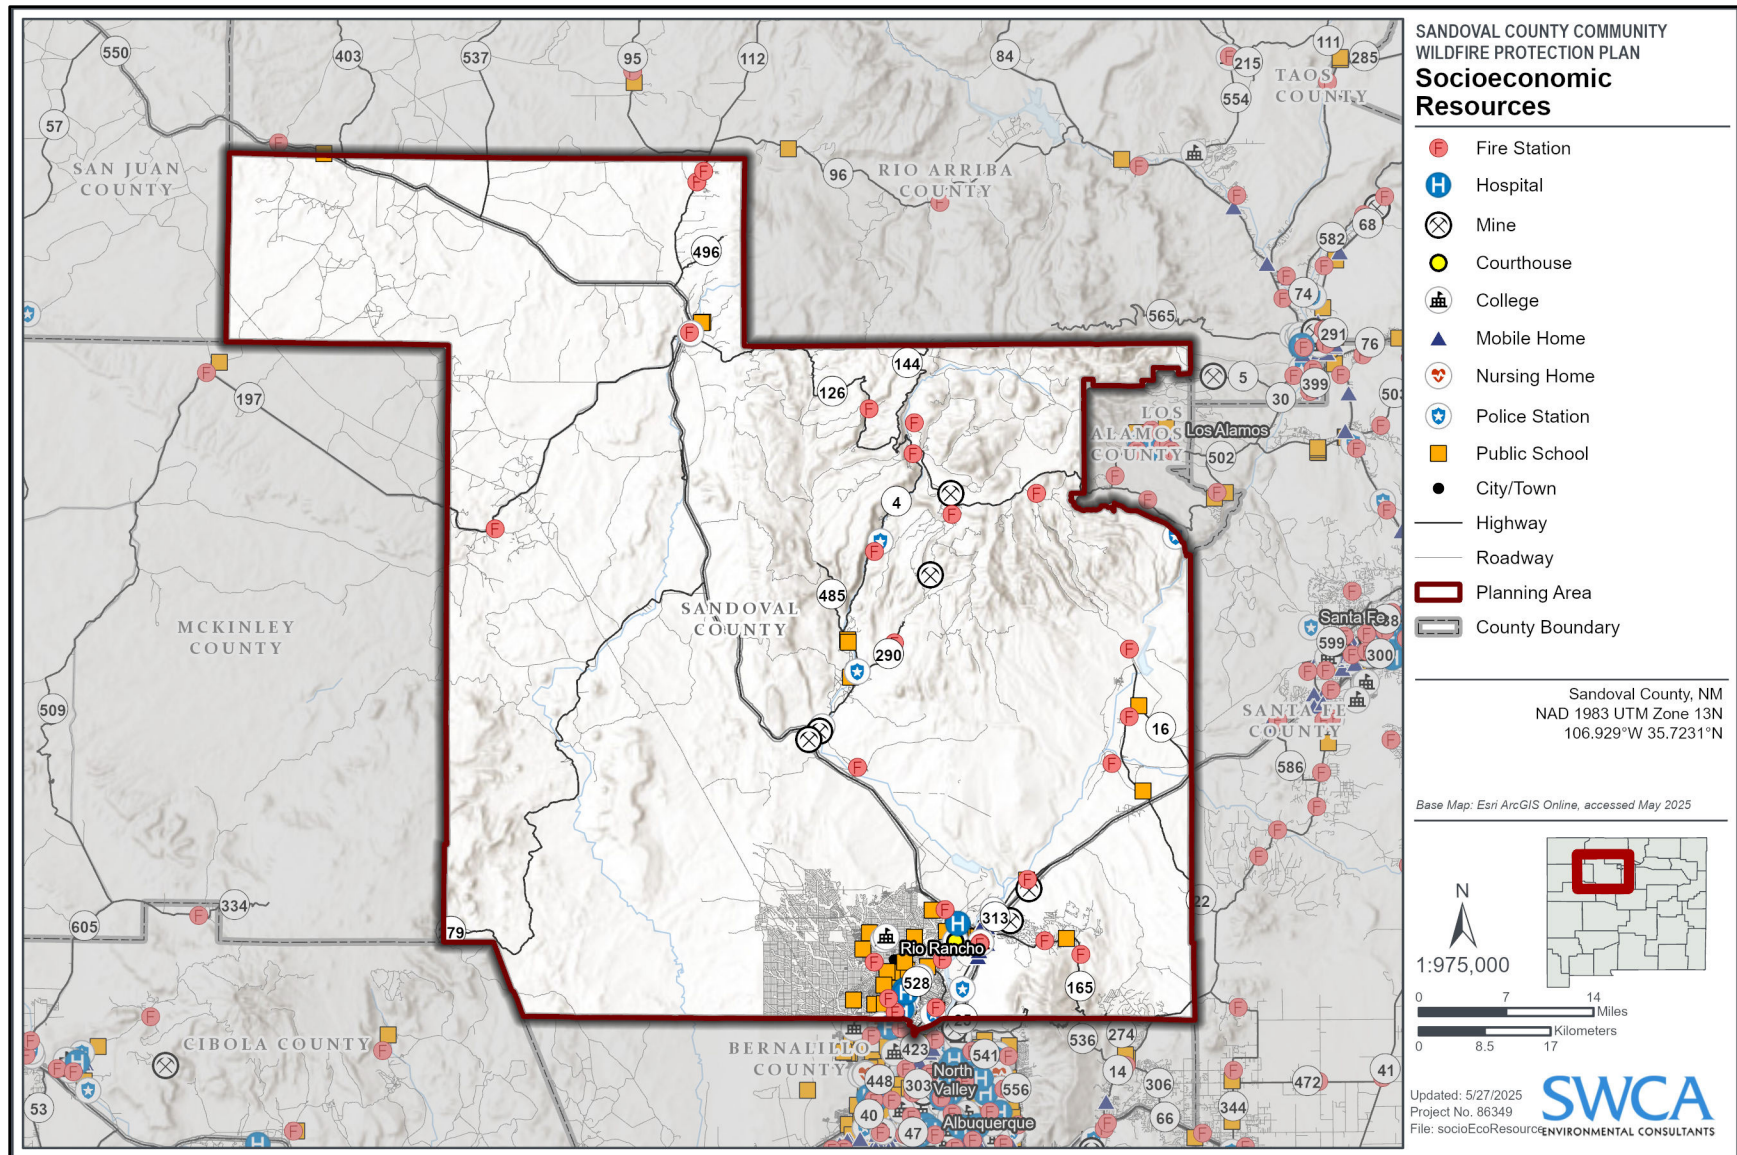 SANDOVAL COUNTY COMMUNITY
WILDFIRE PROTECTION PLAN
Socioeconomic
Resources
Fire Station
Hospital
Mine
Courthouse
College
Mobile Home
Nursing Home
Police Station
Public School
City/Town
Highway
Roadway
Planning Area
County Boundary
Sandoval County, NM
NAD 1983 UTM Zone 13N
106.929°W 35.7231°N
Base Map: Esri ArcGIS Online, accessed May 2025
N
1:975,000
0 7 14
Miles
Kilometers
0 8.5 17
Updated: 5/27/2025
Project No. 86349
File: socioEcoResource
SWCA
ENVIRONMENTAL CONSULTANTS
550
403
537
95
112
84
111
215
285
TAOS
COUNTY
554
57
SAN JUAN
COUNTY
96
RIO ARRIBA
COUNTY
68
582
496
74
565
291
76
197
144
126
5
399
30
503
LOS
ALAMOS
COUNTY
Los Alamos
502
4
485
SANDOVAL
COUNTY
MCKINLEY
COUNTY
290
Santa Fe
599
300
509
SANTA FE
COUNTY
16
586
334
605
79
22
313
Rio Rancho
528
165
25
CIBOLA COUNTY
BERNALILLO
COUNTY
423
541
536
274
14
North
Valley
448
303
556
306
472
41
53
40
47
Albuquerque
66
344